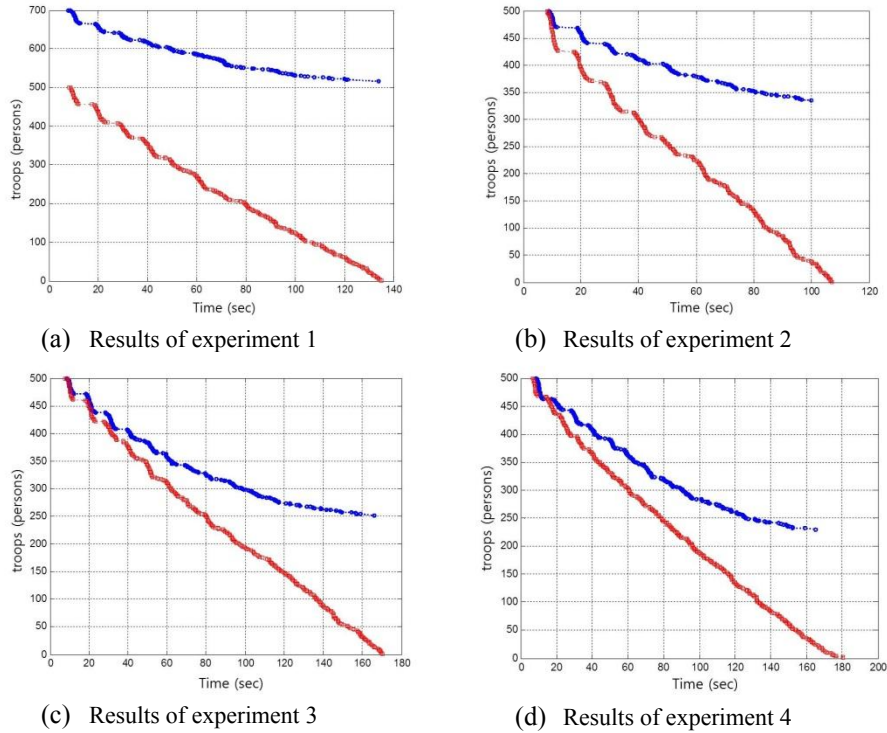 700
600
500
400
300
200
100
0
troops (persons)
0 20 40 60 80 100 120 140
Time (sec)
(a) Results of experiment 1
500
450
400
350
300
250
200
150
100
50
0
troops (persons)
0 20 40 60 80 100 120
Time (sec)
(b) Results of experiment 2
500
450
400
350
300
250
200
150
100
50
0
troops (persons)
0 20 40 60 80 100 120 140 160 180
Time (sec)
(c) Results of experiment 3
500
450
400
350
300
250
200
150
100
50
0
troops (persons)
0 20 40 60 80 100 120 140 160 180 200
Time (sec)
(d) Results of experiment 4